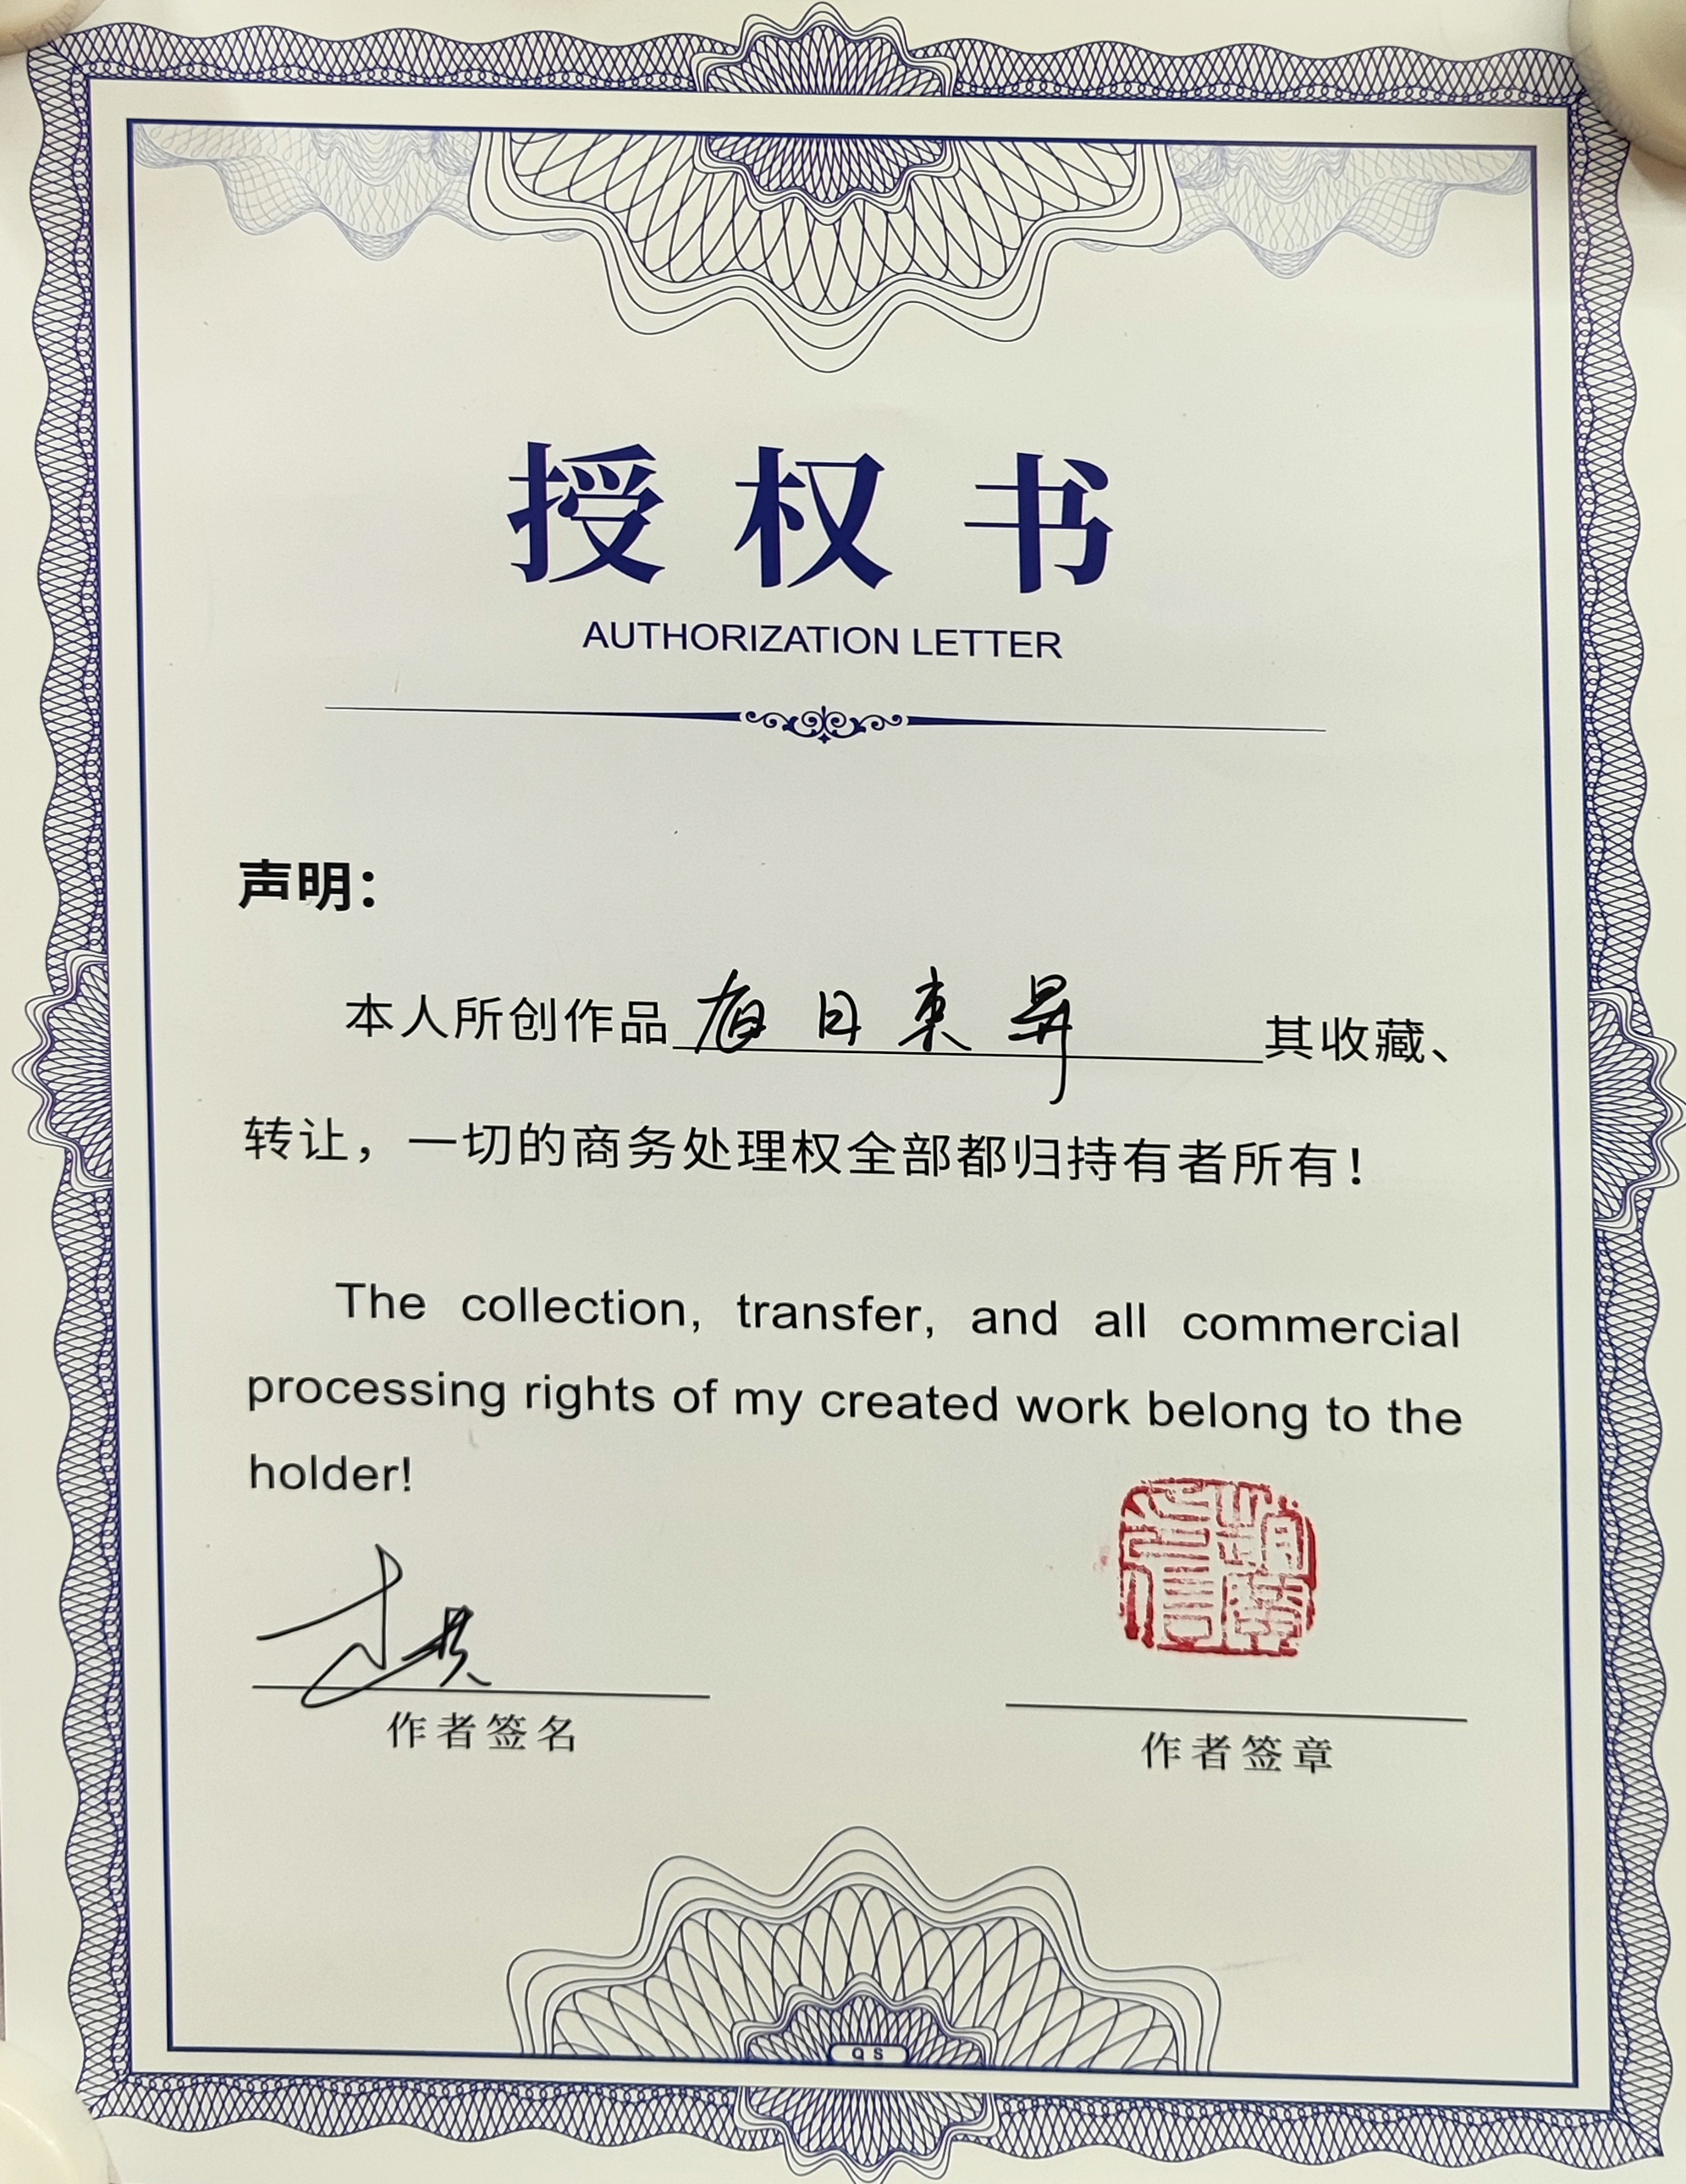 授权书
AUTHORIZATION LETTER
声明：
本人所创作品旭日东昇其收藏、
转让，一切的商务处理权全部都归持有者所有！
The collection, transfer, and all commercial
processing rights of my created work belong to the
holder!
作者签名
作者签章
QS